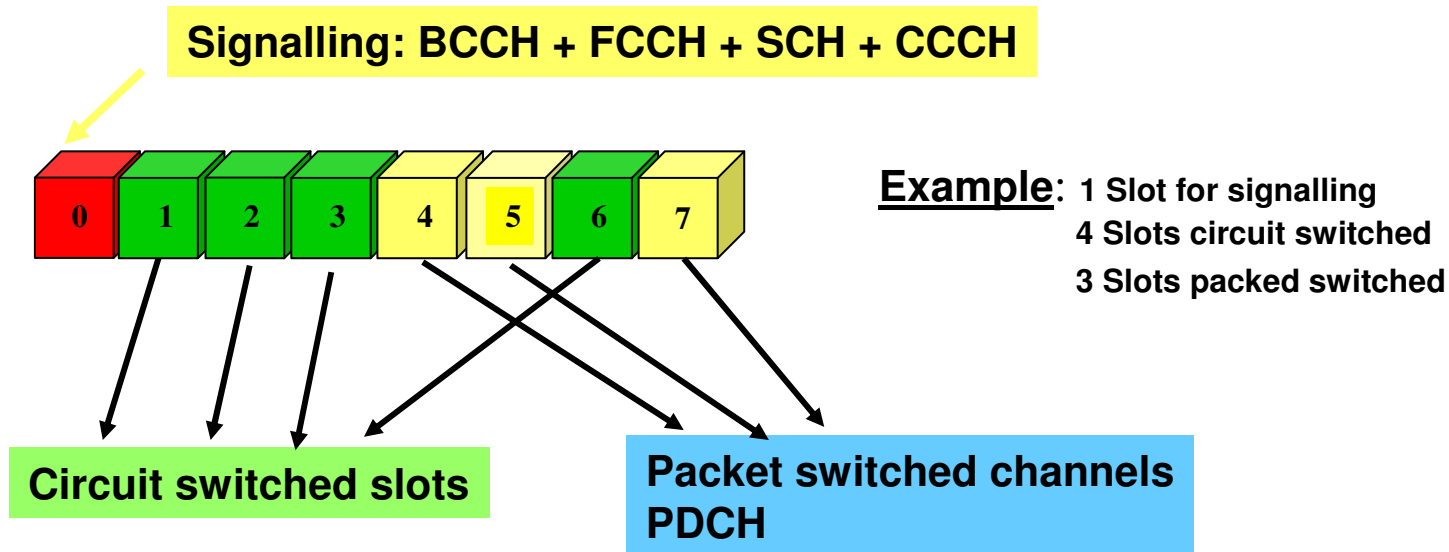 Signalling: BCCH + FCCH + SCH + CCCH
0 1 2 3 4 5 6 7
Example: 1 Slot for signalling
4 Slots circuit switched
3 Slots packed switched
Circuit switched slots
Packet switched channels
PDCH